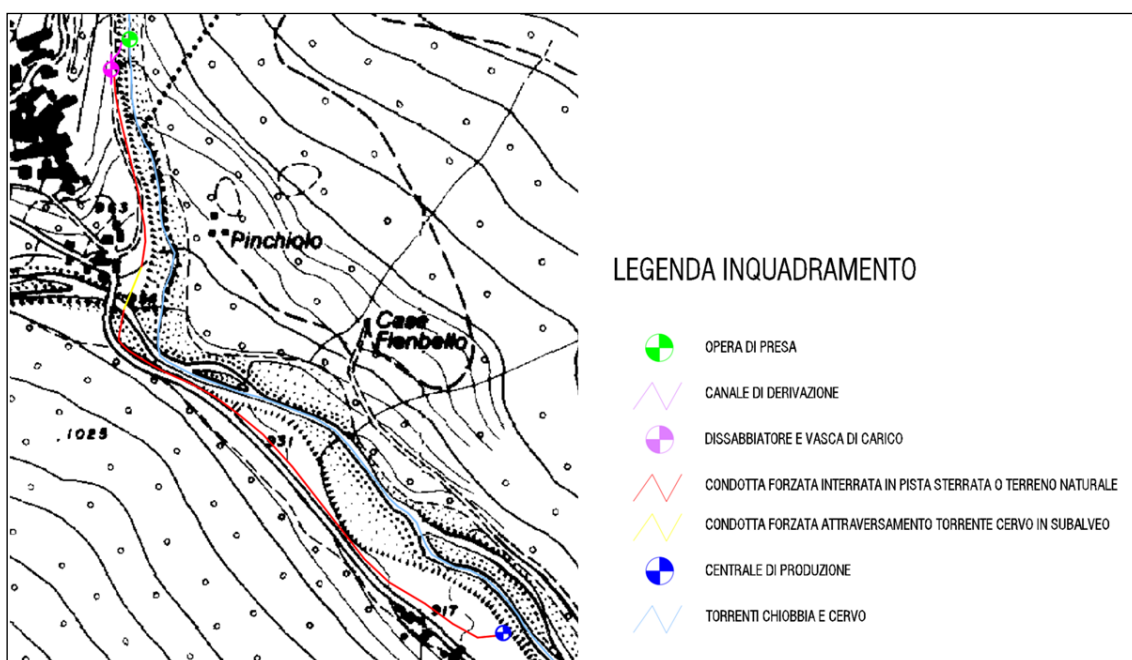 963
Pinchiolo
Case
Fienbello
.1025
931
917
LEGENDA INQUADRAMENTO
OPERA DI PRESA
CANALE DI DERIVAZIONE
DISSABBIATORE E VASCA DI CARICO
CONDOTTA FORZATA INTERRATA IN PISTA STERRATA O TERRENO NATURALE
CONDOTTA FORZATA ATTRAVERSAMENTO TORRENTE CERVO IN SUBALVEO
CENTRALE DI PRODUZIONE
TORRENTI CHIOBBIA E CERVO